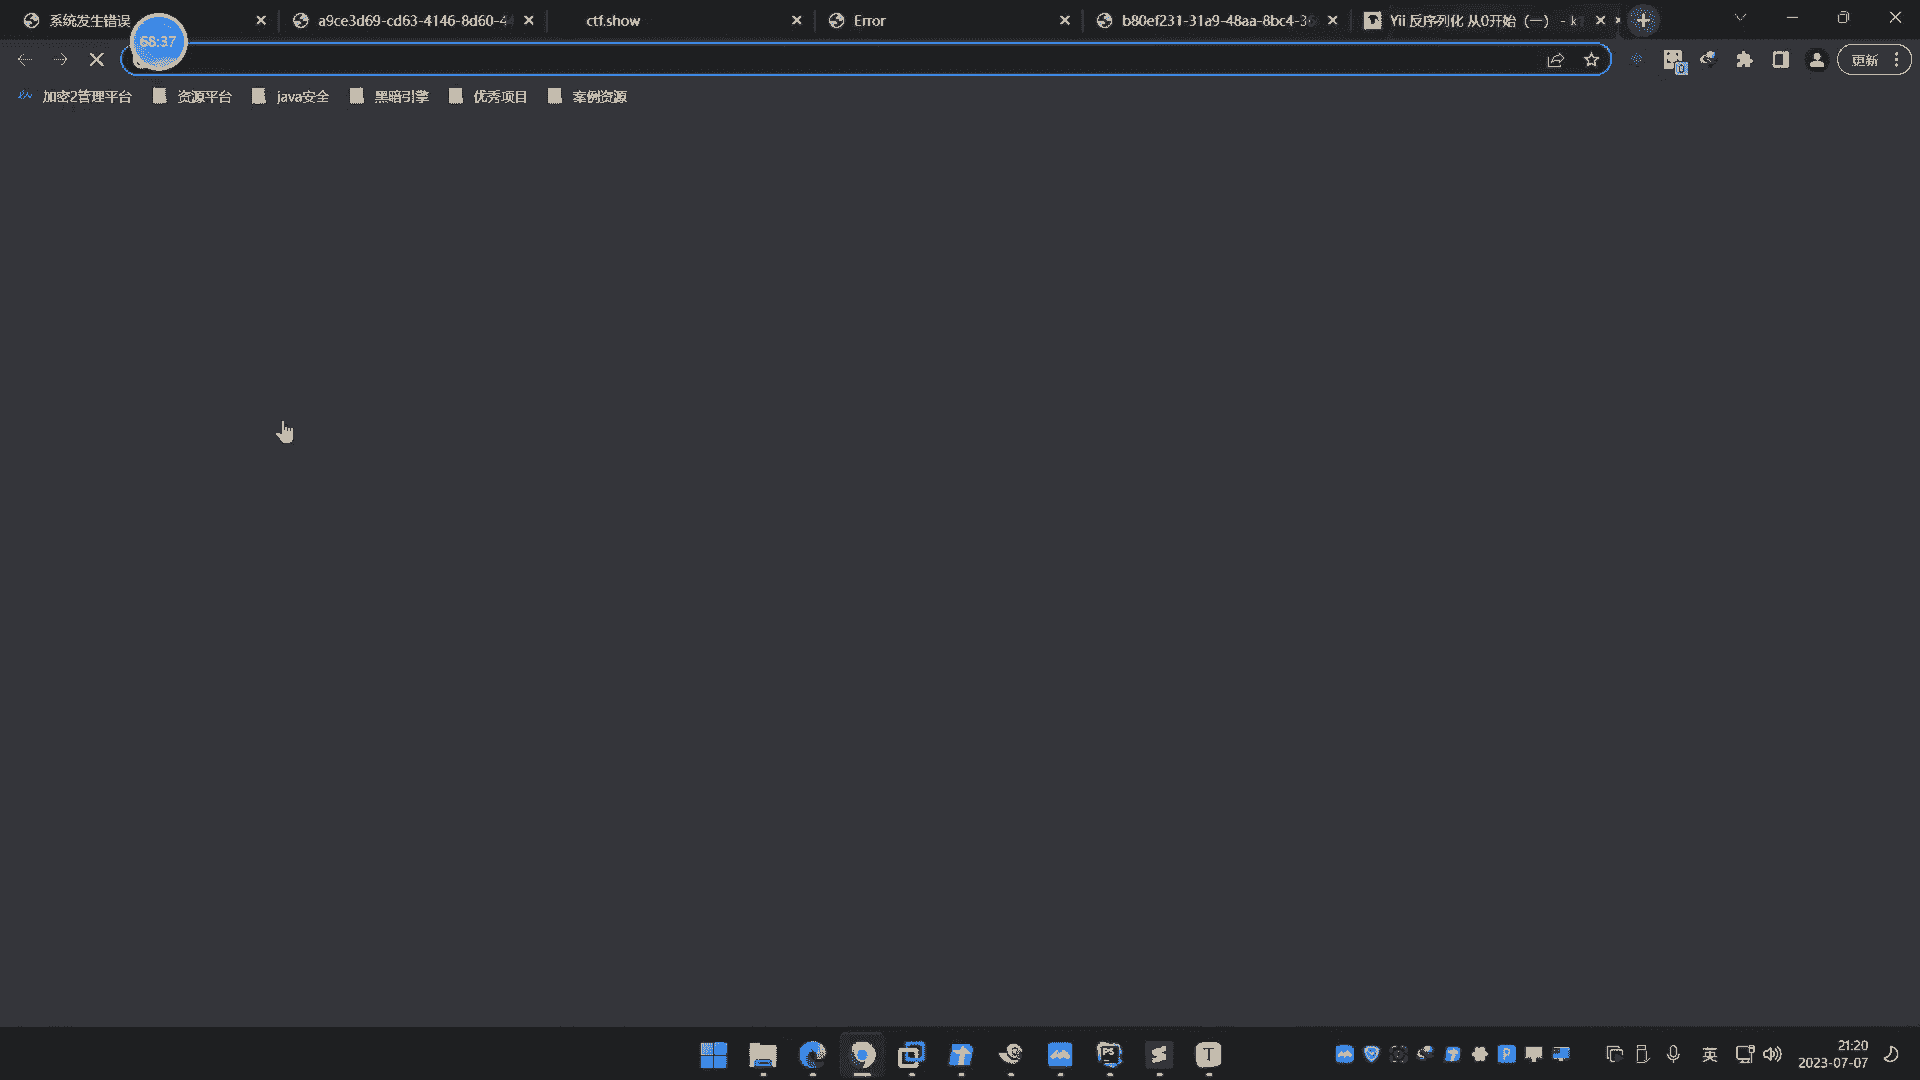 系统发生错误
a9ce3d69-cd63-4146-8d60-4
ctf.show
Error
b80ef231-31a9-48aa-8bc4-3
Yii 反序列化 从0开始（一） - k
68:37
更新
加密2管理平台
资源平台
java安全
黑暗引擎
优秀项目
案例资源
PS
T
P
英
21:20
2023-07-07